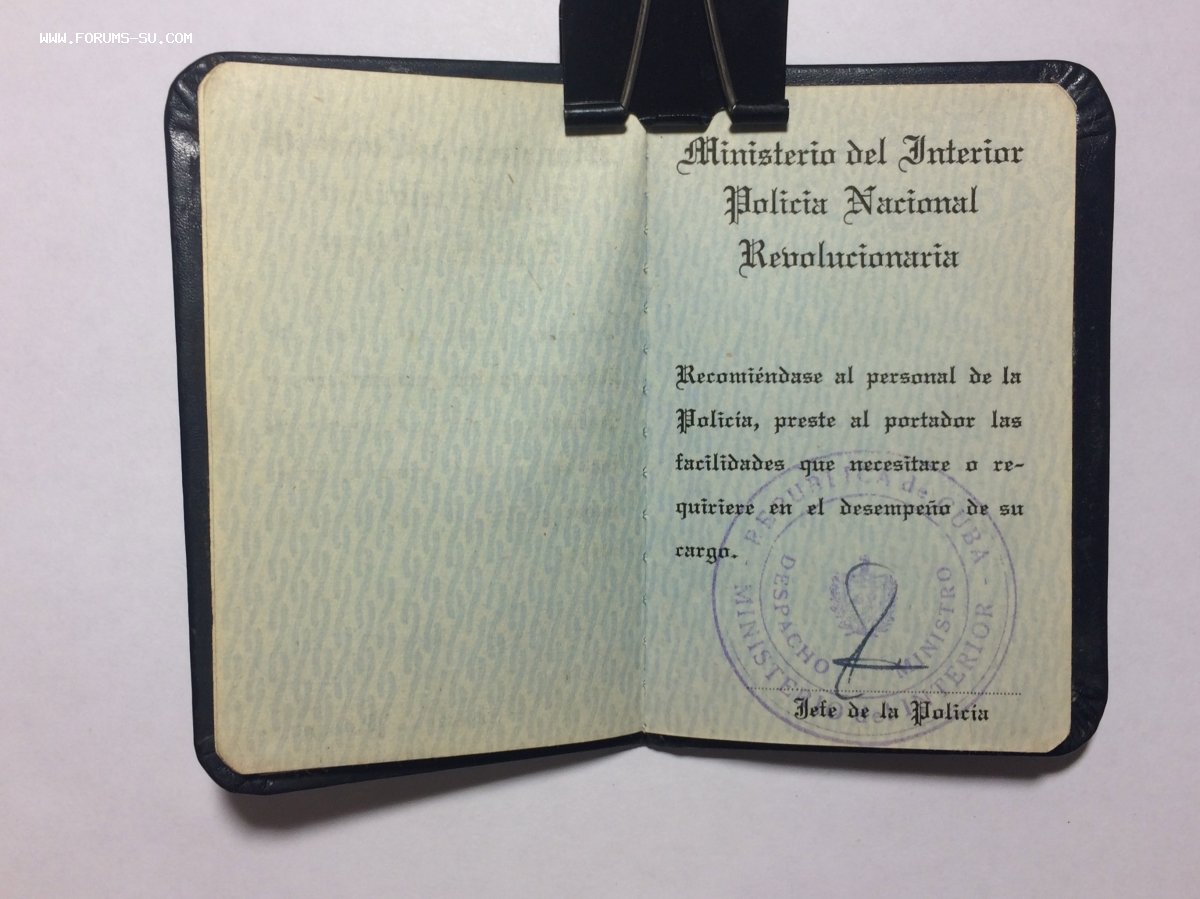 WWW.FORUMS-SU.COM
Ministerio del Interior
Policia Nacional
Revolucionaria
Recomiéndase al personal de la
Policía, preste al portador las
facilidades que necesitare o re-
quiriere en el desempeño de su
cargo.
REPUBLICA de CUBA
MINISTERIO del INTERIOR
DESPACHO MINISTRO
Jefe de la Policia